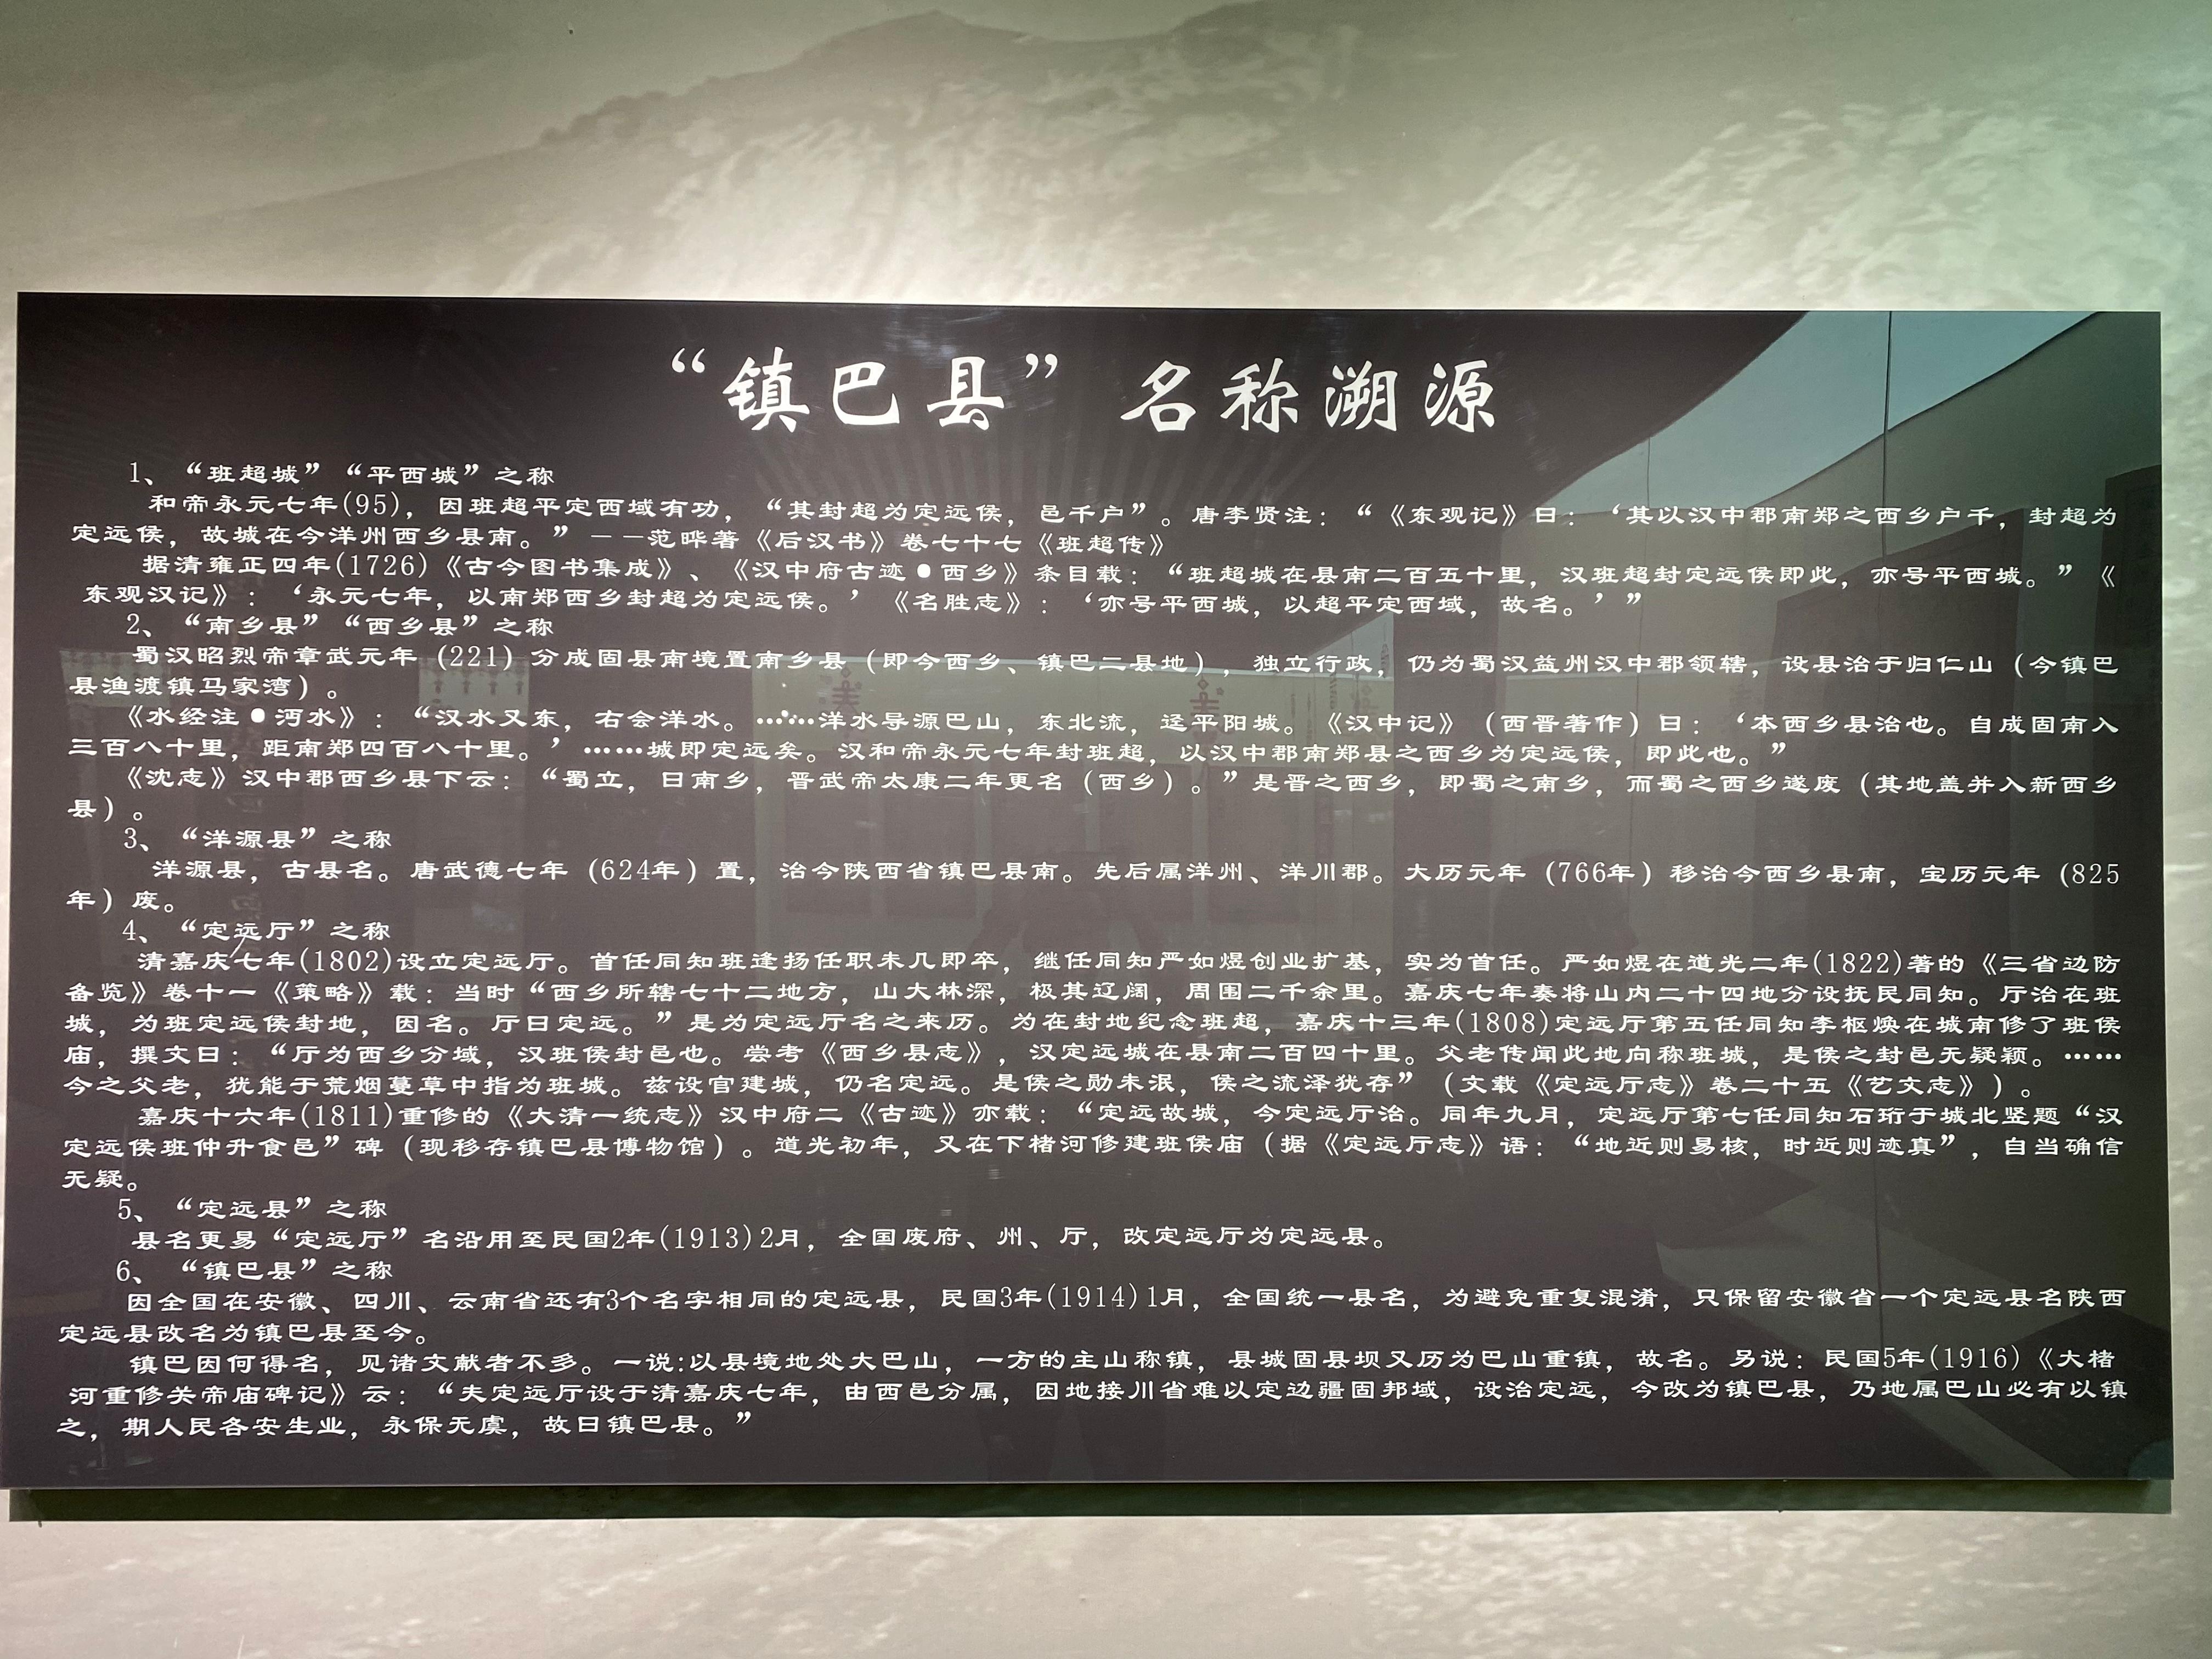 “镇巴县”名称溯源
1、“班超城”“平西城”之称
和帝永元七年(95)，因班超平定西域有功，“其封超为定远侯，邑千户”。唐李贤注：“《东观记》曰：‘其以汉中郡南郑之西乡户千，封超为
定远侯，故城在今洋州西乡县南。”——范晔著《后汉书》卷七十七《班超传》
据清雍正四年(1726)《古今图书集成》、《汉中府古迹●西乡》条目载：“班超城在县南二百五十里，汉班超封定远侯即此，亦号平西城。”《
东观汉记》：‘永元七年，以南郑西乡封超为定远侯。’《名胜志》：‘亦号平西城，以超平定西域，故名。’”
2、“南乡县”“西乡县”之称
蜀汉昭烈帝章武元年（221）分成固县南境置南乡县（即今西乡、镇巴二县地），独立行政，仍为蜀汉益州汉中郡领辖，设县治于归仁山（今镇巴
县渔渡镇马家湾）。
《水经注●沔水》：“汉水又东，右会洋水。……洋水导源巴山，东北流，迳平阳城。《汉中记》（西晋著作）曰：‘本西乡县治也。自成固南入
三百八十里，距南郑四百八十里。’……城即定远矣。汉和帝永元七年封班超，以汉中郡南郑县之西乡为定远侯，即此也。”
《沈志》汉中郡西乡县下云：“蜀立，曰南乡，晋武帝太康二年更名（西乡）。”是晋之西乡，即蜀之南乡，而蜀之西乡遂废（其地盖并入新西乡
县）。
3、“洋源县”之称
洋源县，古县名。唐武德七年（624年）置，治今陕西省镇巴县南。先后属洋州、洋川郡。大历元年（766年）移治今西乡县南，宝历元年（825
年）废。
4、“定远厅”之称
清嘉庆七年(1802)设立定远厅。首任同知班逢扬任职未几即卒，继任同知严如煜创业扩基，实为首任。严如煜在道光二年(1822)著的《三省边防
备览》卷十一《策略》载：当时“西乡所辖七十二地方，山大林深，极其辽阔，周围二千余里。嘉庆七年奏将山内二十四地分设抚民同知。厅治在班
城，为班定远侯封地，因名。厅曰定远。”是为定远厅名之来历。为在封地纪念班超，嘉庆十三年(1808)定远厅第五任同知李枢焕在城南修了班侯
庙，撰文曰：“厅为西乡分域，汉班侯封邑也。尝考《西乡县志》，汉定远城在县南二百四十里。父老传闻此地向称班城，是侯之封邑无疑颖。……
今之父老，犹能于荒烟蔓草中指为班城。兹设官建城，仍名定远。是侯之勋未泯，侯之流泽犹存”（文载《定远厅志》卷二十五《艺文志》）。
嘉庆十六年(1811)重修的《大清一统志》汉中府二《古迹》亦载：“定远故城，今定远厅治。同年九月，定远厅第七任同知石珩于城北竖题“汉
定远侯班仲升食邑”碑（现移存镇巴县博物馆）。道光初年，又在下楮河修建班侯庙（据《定远厅志》语：“地近则易核，时近则迹真”，自当确信
无疑。
5、“定远县”之称
县名更易“定远厅”名沿用至民国2年(1913)2月，全国废府、州、厅，改定远厅为定远县。
6、“镇巴县”之称
因全国在安徽、四川、云南省还有3个名字相同的定远县，民国3年(1914)1月，全国统一县名，为避免重复混淆，只保留安徽省一个定远县名陕西
定远县改名为镇巴县至今。
镇巴因何得名，见诸文献者不多。一说：以县境地处大巴山，一方的主山称镇，县城固县坝又历为巴山重镇，故名。另说：民国5年(1916)《大楮
河重修关帝庙碑记》云：“夫定远厅设于清嘉庆七年，由西邑分属，因地接川省难以定边疆固邦域，设治定远，今改为镇巴县，乃地属巴山必有以镇
之，期人民各安生业，永保无虞，故曰镇巴县。”